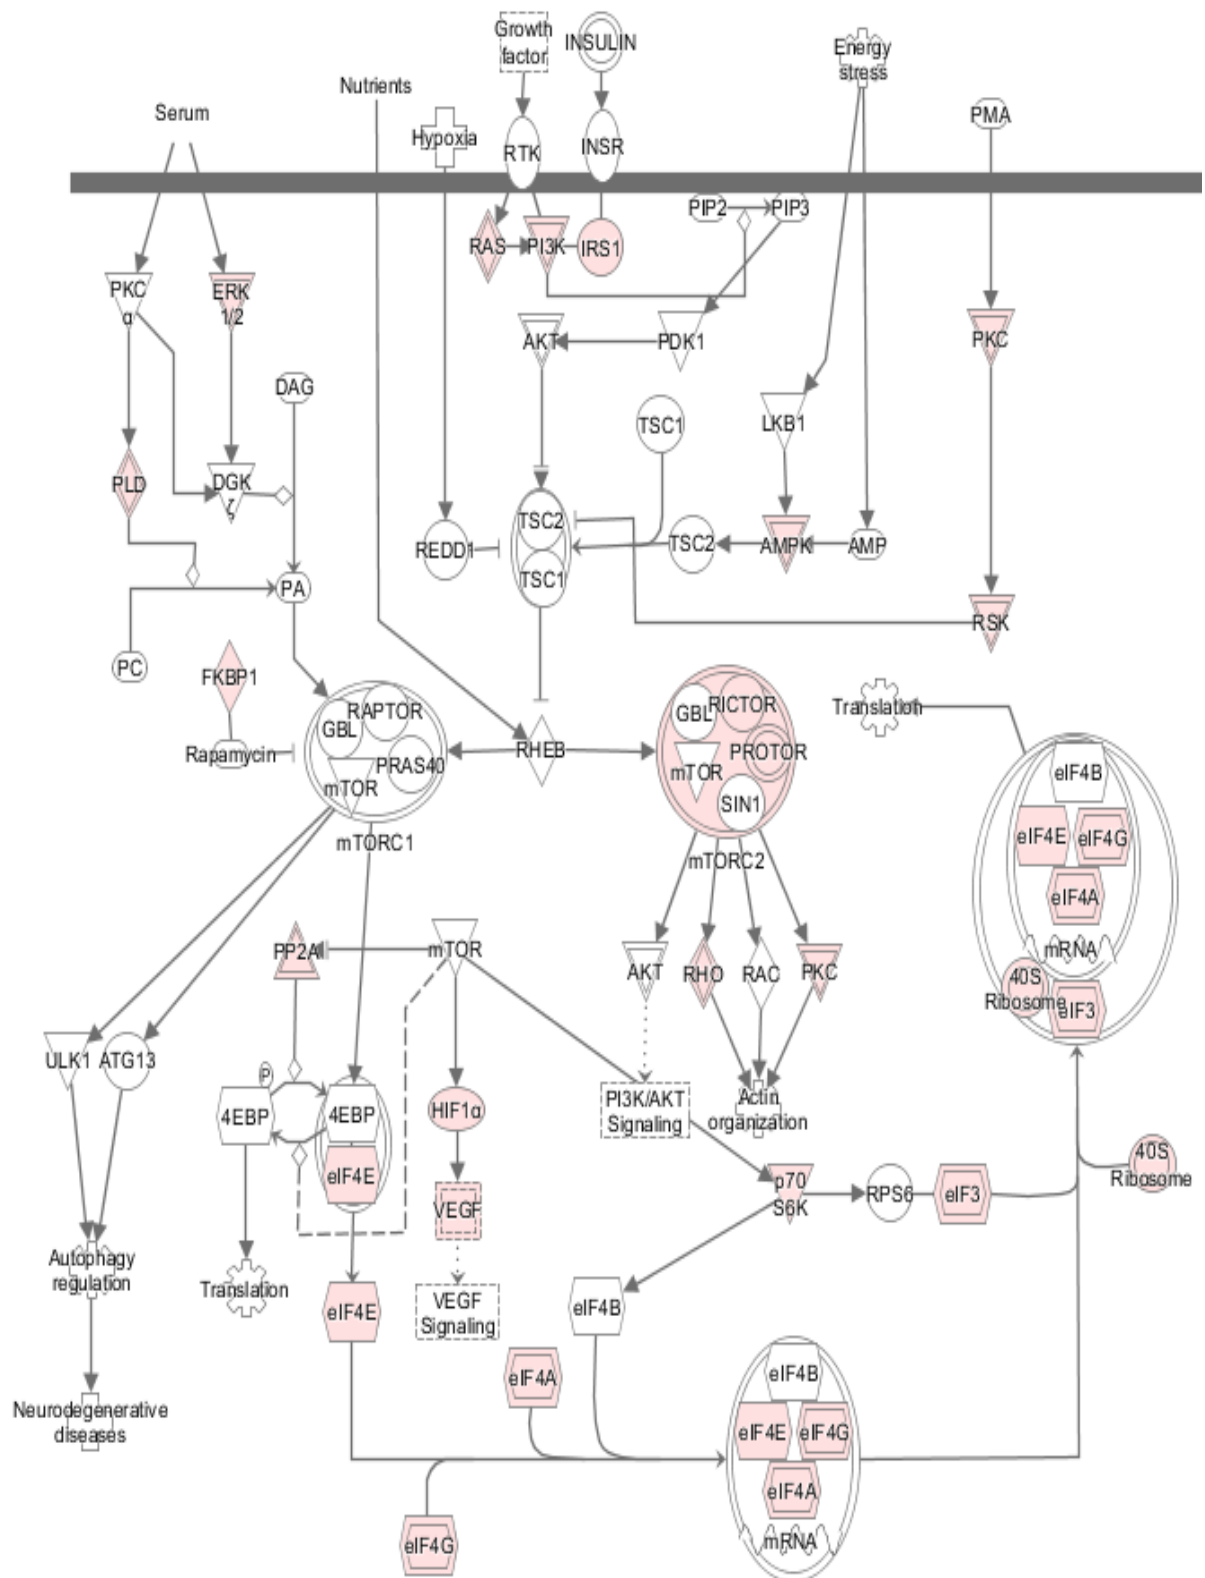 Growth
factor
INSULIN
Energy
stress
Nutrients
Serum
Hypoxia
PMA
RTK
INSR
PIP2
PIP3
RAS
PI3K
IRS1
PKC
α
ERK
1/2
AKT
PDK1
PKC
DAG
LKB1
TSC1
PLD
DGK
ζ
TSC2
REDD1
TSC2
AMPK
AMP
TSC1
PA
RSK
PC
FKBP1
RAPTOR
GBL
GBL
RICTOR
Translation
Rapamycin
PRAS40
mTOR
RHEB
PROTOR
mTOR
SIN1
eIF4B
mTORC1
mTORC2
eIF4E
eIF4G
eIF4A
PP2A
mTOR
AKT
RHO
RAC
PKC
mRNA
40S
Ribosome
eIF3
ULK1
ATG13
P
4EBP
4EBP
HIF1α
PI3K/AKT
Signaling
Actin
organization
eIF4E
p70
S6K
RPS6
eIF3
40S
Ribosome
VEGF
Autophagy
regulation
Translation
eIF4E
VEGF
Signaling
eIF4B
eIF4A
eIF4B
Neurodegenerative
diseases
eIF4E
eIF4G
eIF4A
eIF4G
mRNA